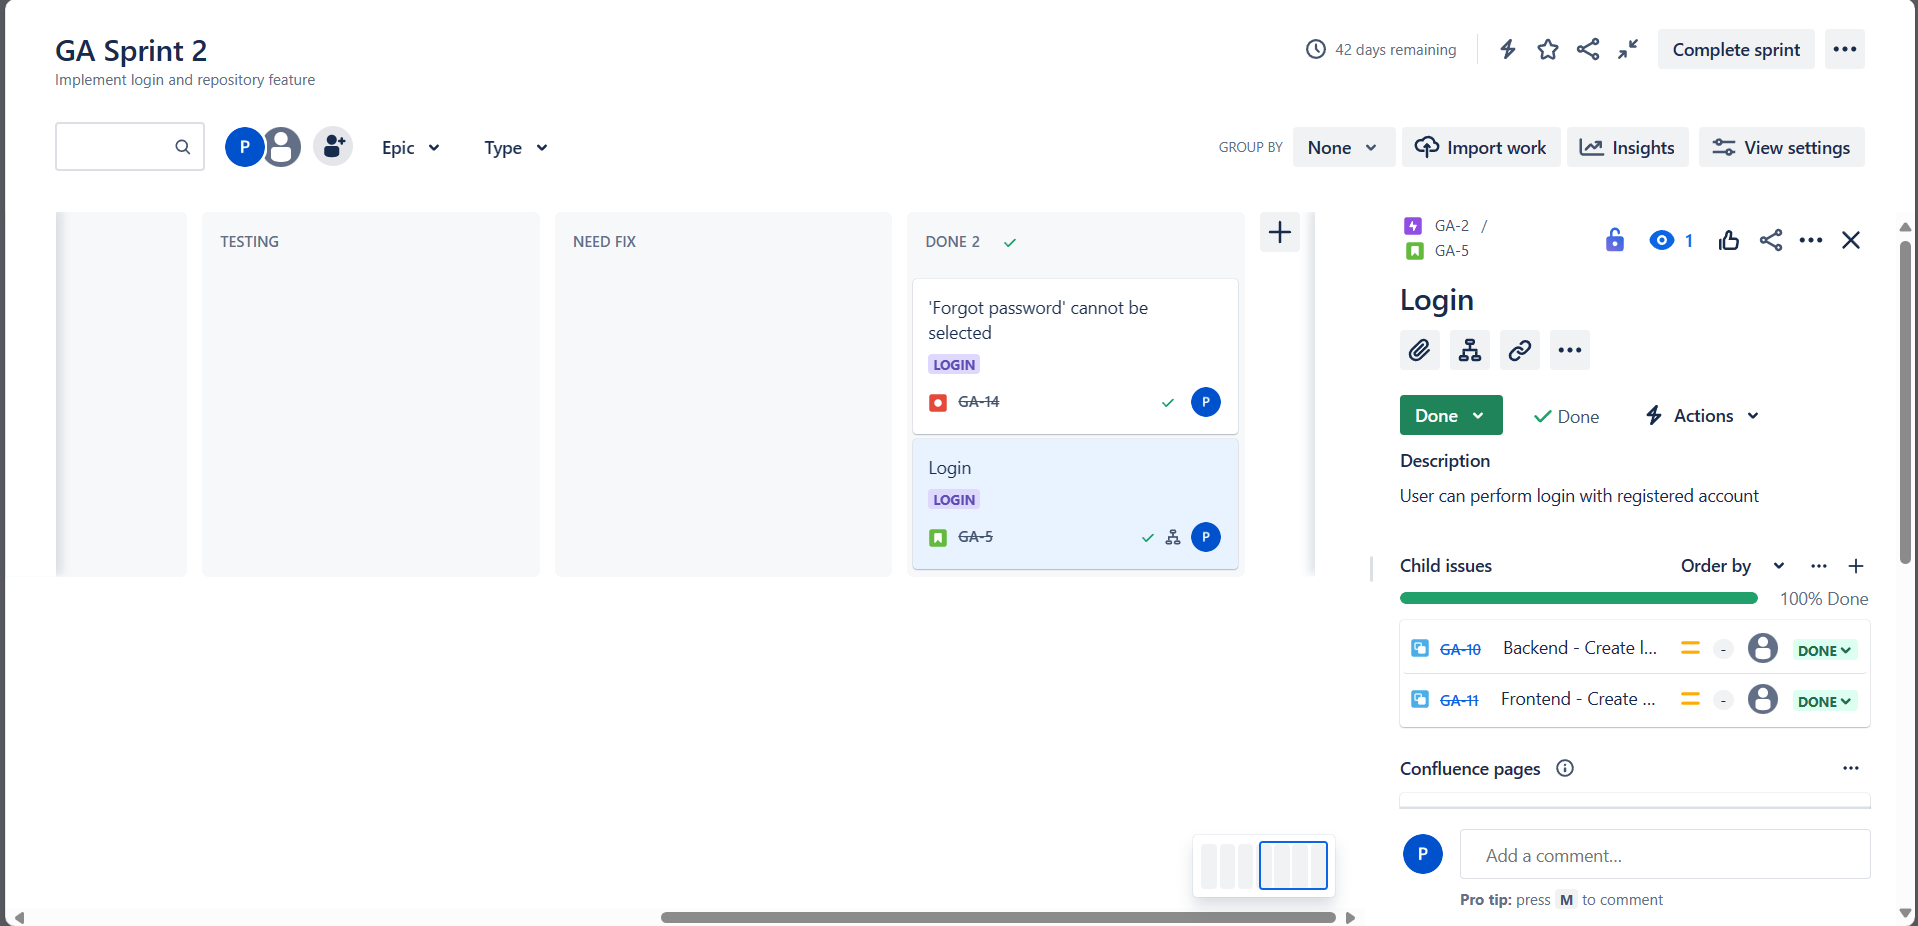 GA Sprint 2
Implement login and repository feature
42 days remaining
Complete sprint
P
Epic
Type
GROUP BY
None
Import work
Insights
View settings
TESTING
NEED FIX
DONE 2
'Forgot password' cannot be
selected
LOGIN
GA-14
P
Login
LOGIN
GA-5
P
GA-2 /
GA-5
1
Login
Done
Done
Actions
Description
User can perform login with registered account
Child issues
Order by
100% Done
GA-10 Backend - Create l... - DONE
GA-11 Frontend - Create ... - DONE
Confluence pages
P
Add a comment...
Pro tip: press M to comment